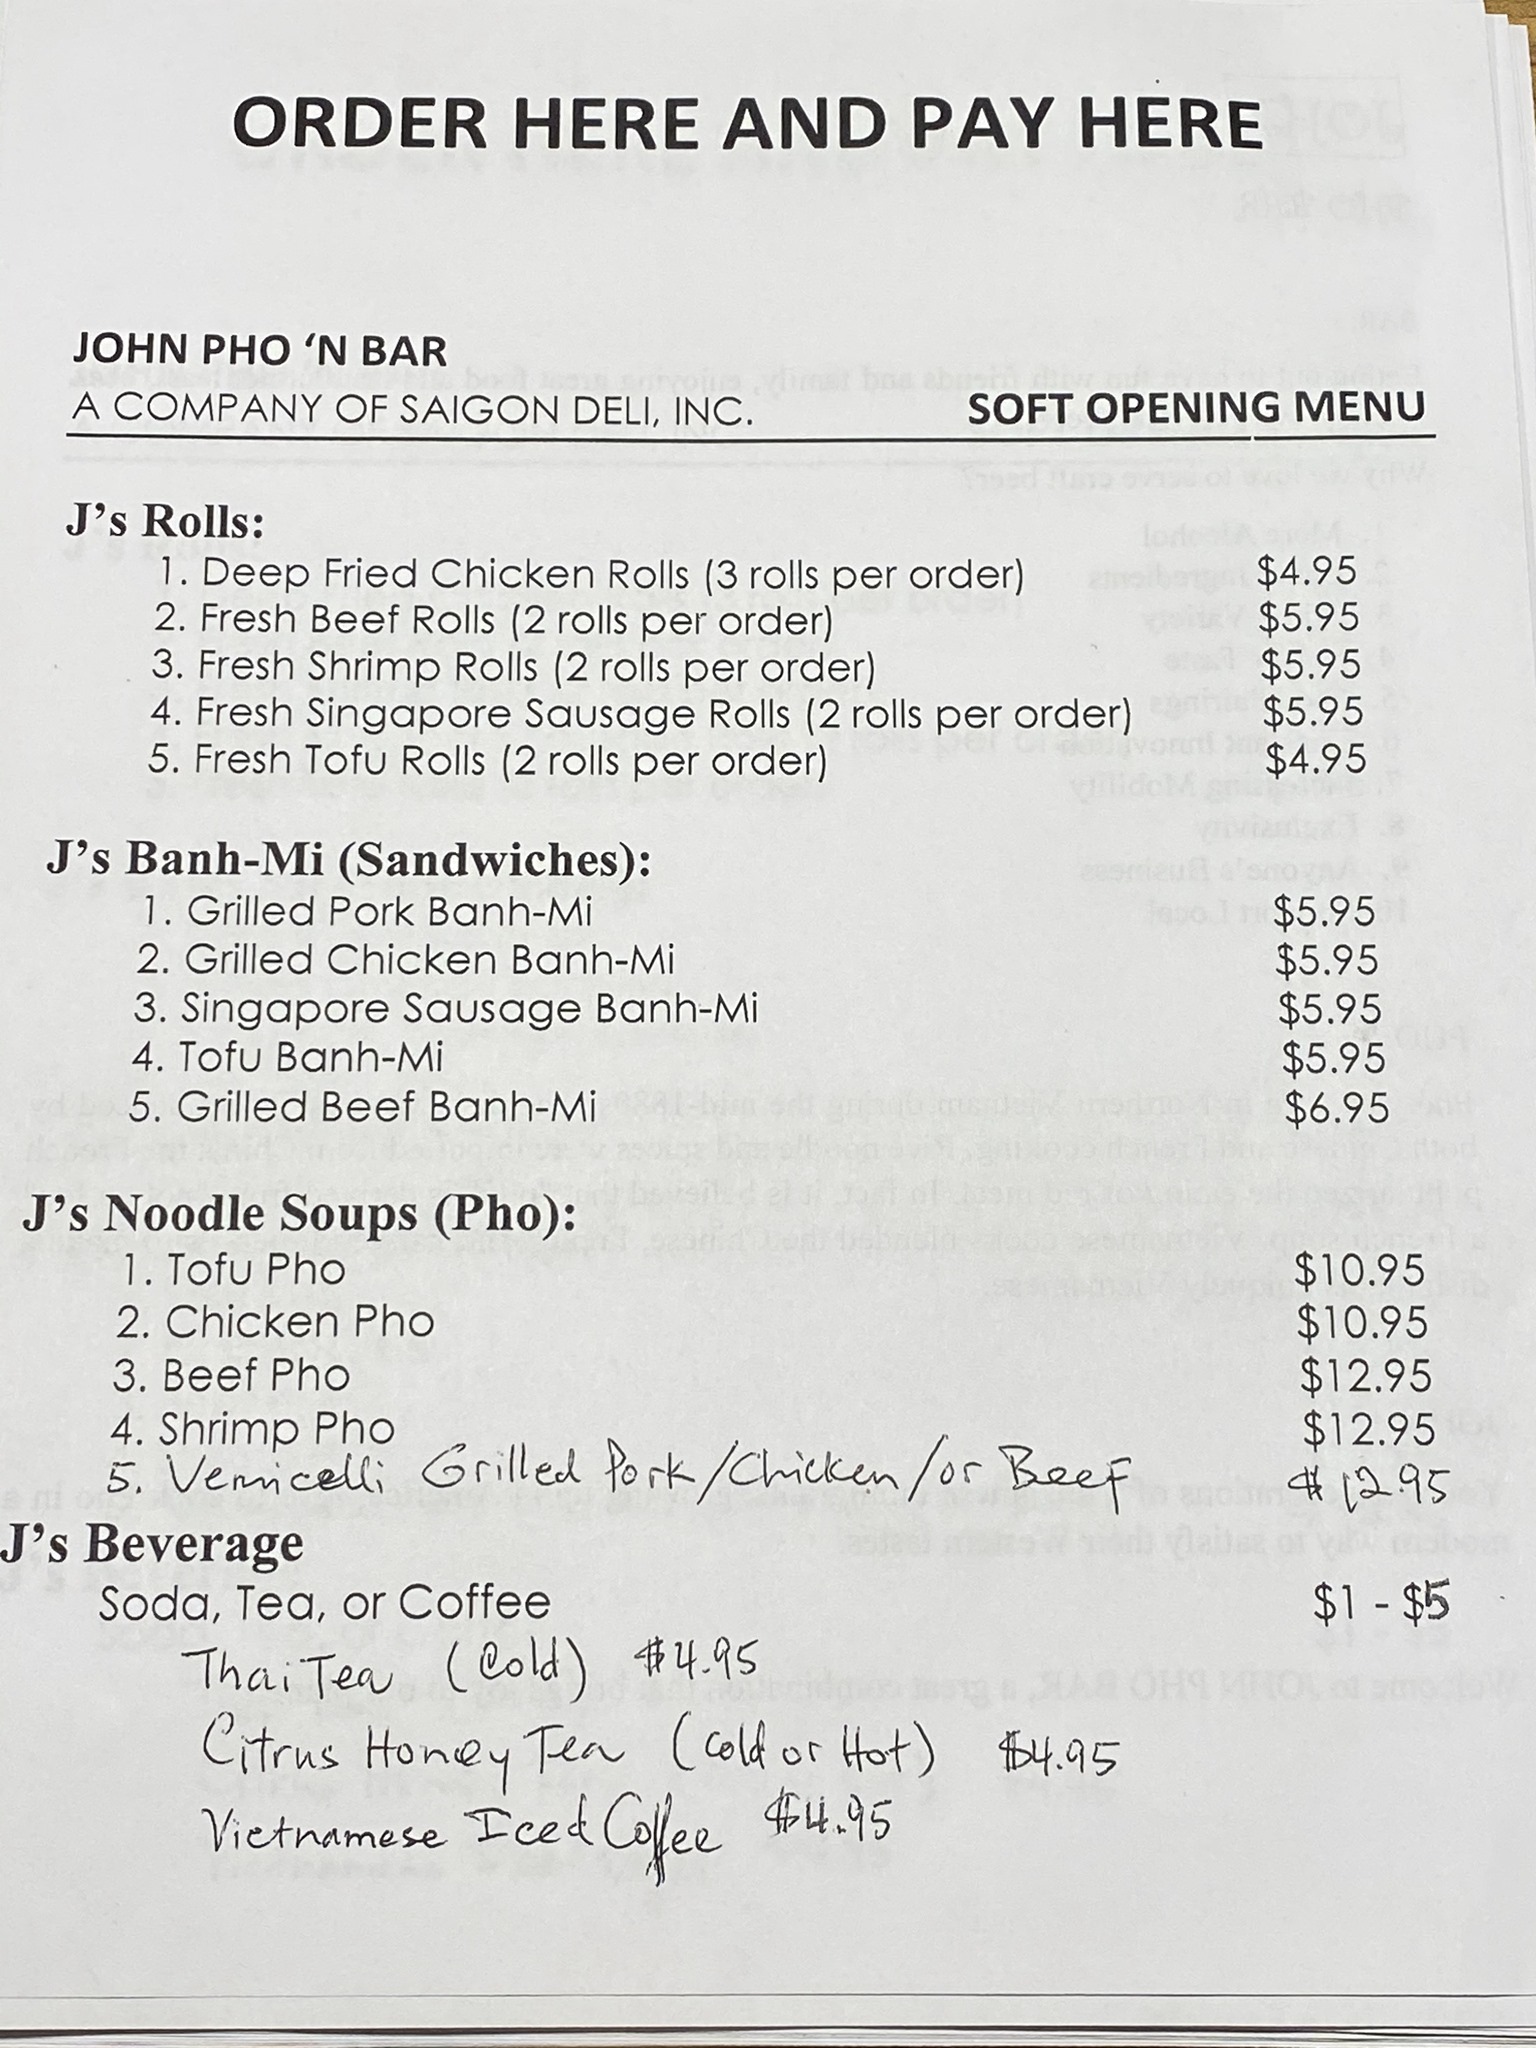 ORDER HERE AND PAY HERE
JOHN PHO ‘N BAR
A COMPANY OF SAIGON DELI, INC. SOFT OPENING MENU
J’s Rolls:
1. Deep Fried Chicken Rolls (3 rolls per order) $4.95
2. Fresh Beef Rolls (2 rolls per order) $5.95
3. Fresh Shrimp Rolls (2 rolls per order) $5.95
4. Fresh Singapore Sausage Rolls (2 rolls per order) $5.95
5. Fresh Tofu Rolls (2 rolls per order) $4.95
J’s Banh-Mi (Sandwiches):
1. Grilled Pork Banh-Mi $5.95
2. Grilled Chicken Banh-Mi $5.95
3. Singapore Sausage Banh-Mi $5.95
4. Tofu Banh-Mi $5.95
5. Grilled Beef Banh-Mi $6.95
J’s Noodle Soups (Pho):
1. Tofu Pho $10.95
2. Chicken Pho $10.95
3. Beef Pho $12.95
4. Shrimp Pho $12.95
5. Vemicelli Grilled Pork/Chicken/or Beef $12.95
J’s Beverage
Soda, Tea, or Coffee $1 - $5
Thai Tea (Cold) $4.95
Citrus Honey Tea (Cold or Hot) $4.95
Vietnamese Iced Coffee $4.95